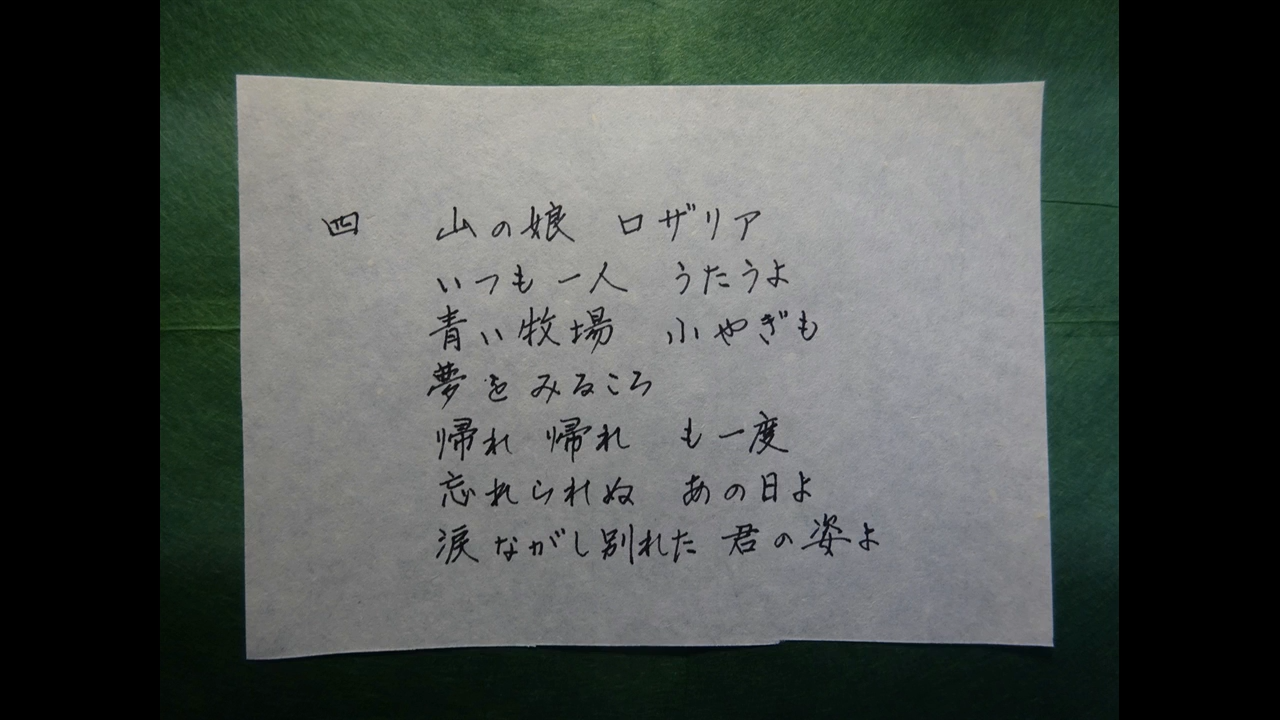 四　山の娘　ロザリア
いつも一人　うたうよ
青い牧場　小やぎも
夢をみるころ
帰れ 帰れ　も一度
忘れられぬ　あの日よ
涙ながし別れた 君の姿よ